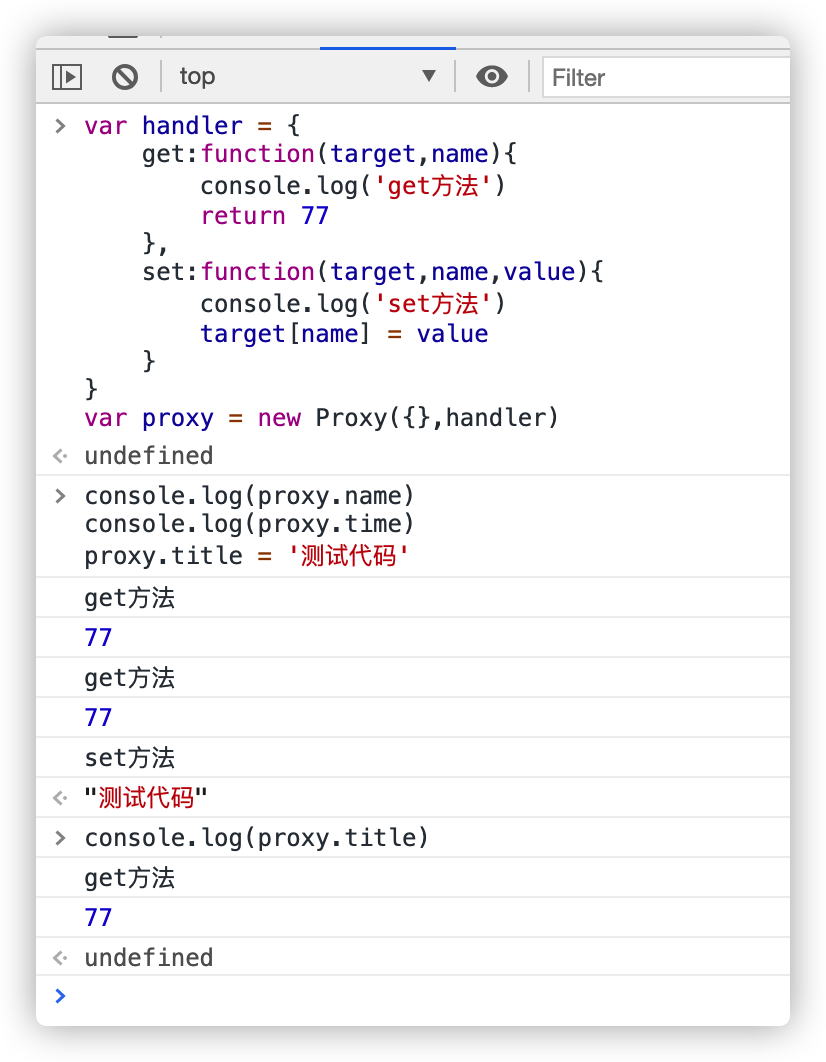 top
Filter
var handler = {
    get:function(target,name){
        console.log('get方法')
        return 77
    },
    set:function(target,name,value){
        console.log('set方法')
        target[name] = value
    }
}
var proxy = new Proxy({},handler)
undefined
console.log(proxy.name)
console.log(proxy.time)
proxy.title = '测试代码'
get方法
77
get方法
77
set方法
"测试代码"
console.log(proxy.title)
get方法
77
undefined